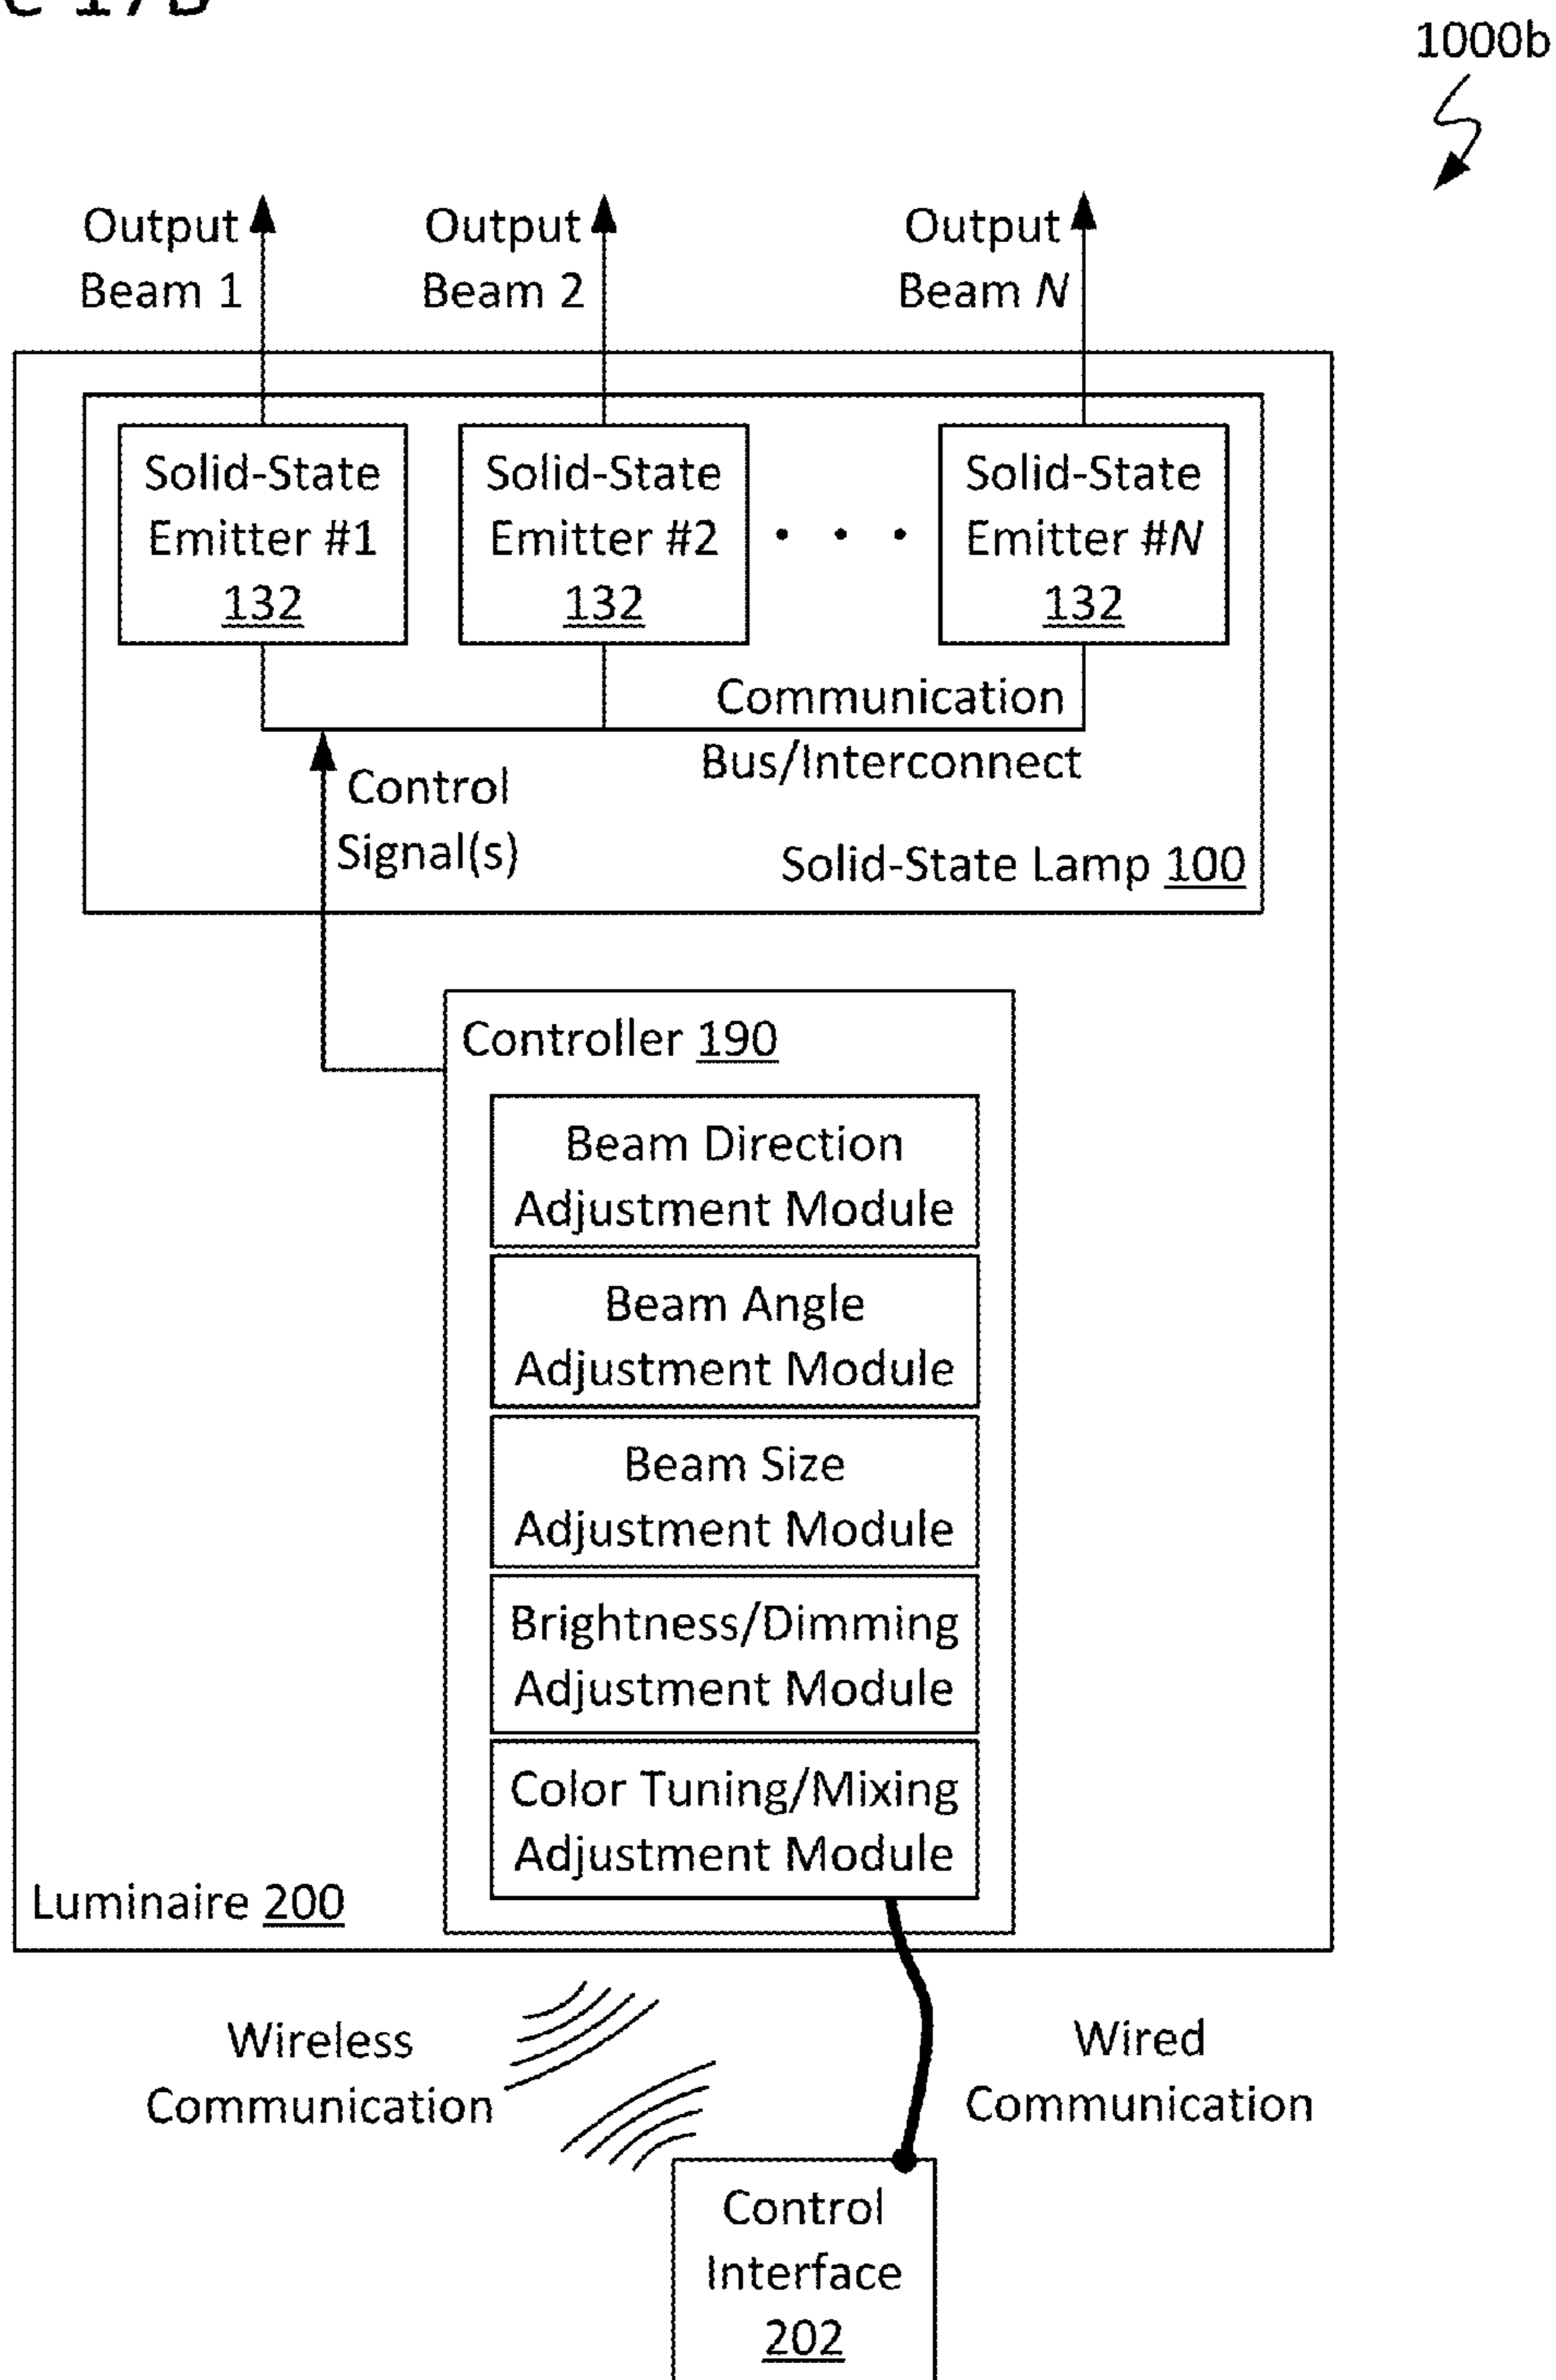 17B
1000b
Output
Beam 1
Output
Beam 2
Output
Beam N
Solid-State
Emitter #1
132
Solid-State
Emitter #2
132
. . .
Solid-State
Emitter #N
132
Communication
Bus/Interconnect
Control
Signal(s)
Solid-State Lamp 100
Controller 190
Beam Direction
Adjustment Module
Beam Angle
Adjustment Module
Beam Size
Adjustment Module
Brightness/Dimming
Adjustment Module
Color Tuning/Mixing
Adjustment Module
Luminaire 200
Wireless
Communication
Wired
Communication
Control
Interface
202